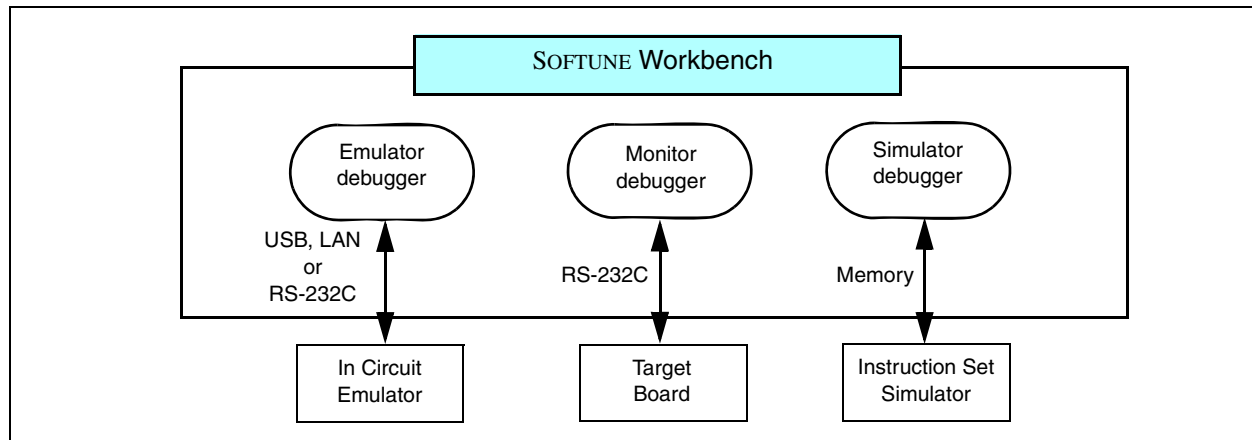 SOFTUNE Workbench
Emulator
debugger
Monitor
debugger
Simulator
debugger
USB, LAN
or
RS-232C
RS-232C
Memory
In Circuit
Emulator
Target
Board
Instruction Set
Simulator